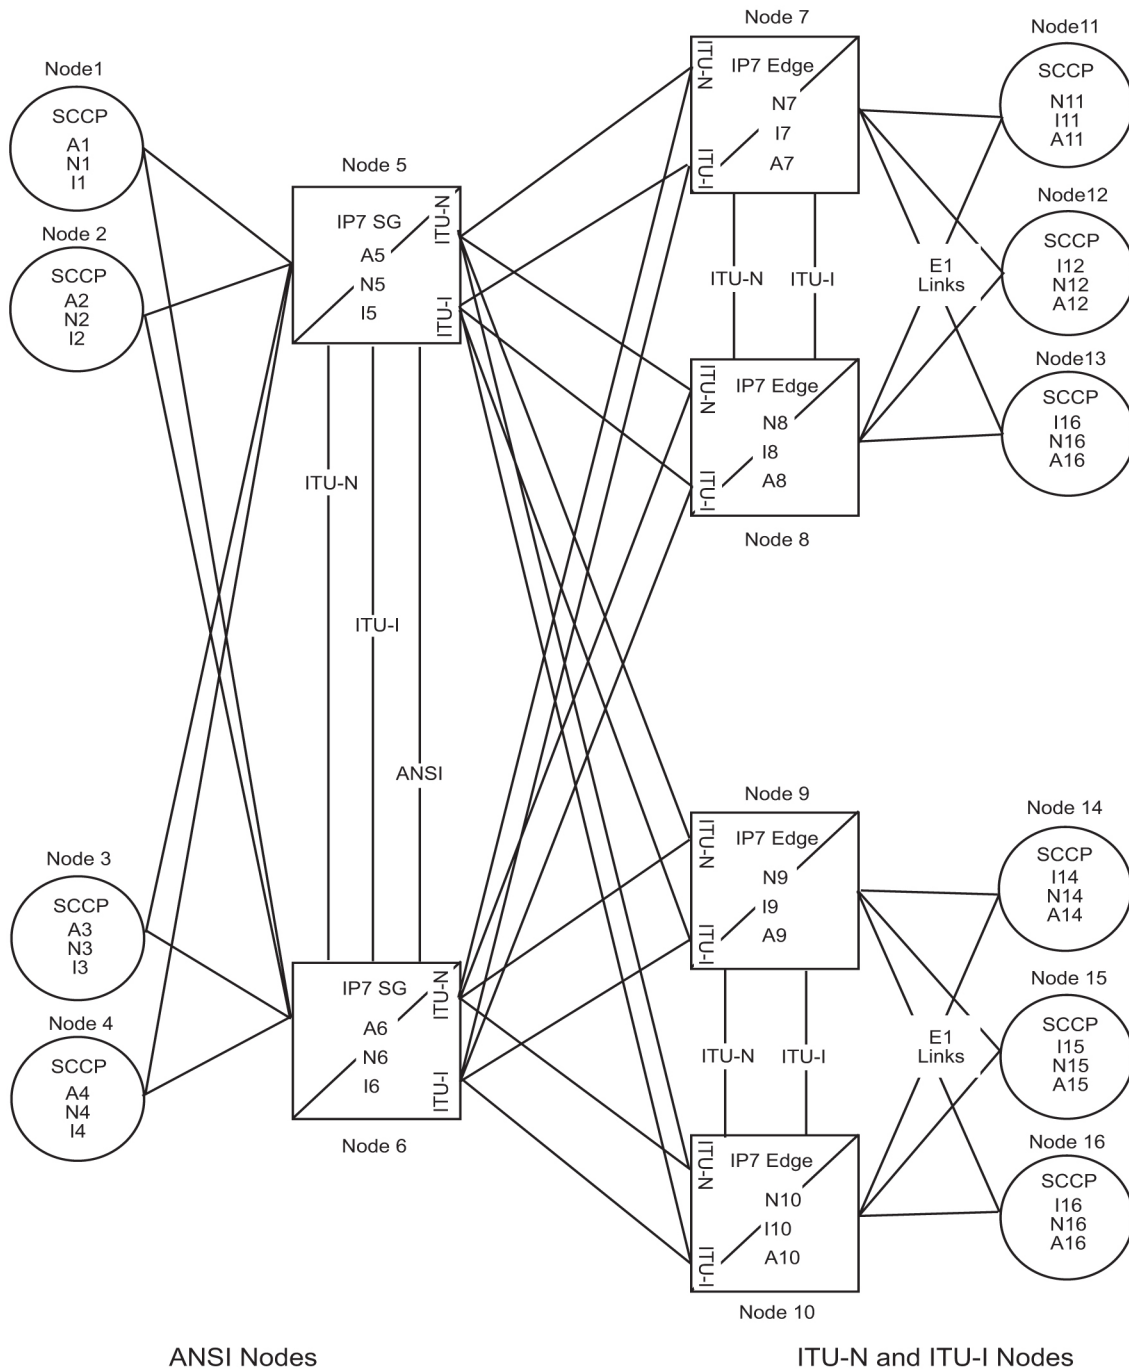 Node1
SCCP
A1
N1
I1
Node 2
SCCP
A2
N2
I2
Node 3
SCCP
A3
N3
I3
Node 4
SCCP
A4
N4
I4
Node 5
IP7 SG
A5
N5
I5
ITU-N
ITU-I
ITU-N
ITU-I
ANSI
IP7 SG
A6
N6
I6
ITU-N
ITU-I
Node 6
Node 7
ITU-N
IP7 Edge
N7
I7
A7
ITU-I
ITU-N
ITU-I
ITU-N
IP7 Edge
N8
I8
A8
ITU-I
Node 8
Node 9
ITU-N
IP7 Edge
N9
I9
A9
ITU-I
ITU-N
ITU-I
ITU-N
IP7 Edge
N10
I10
A10
ITU-I
Node 10
E1
Links
E1
Links
Node11
SCCP
N11
I11
A11
Node12
SCCP
I12
N12
A12
Node13
SCCP
I16
N16
A16
Node 14
SCCP
I14
N14
A14
Node 15
SCCP
I15
N15
A15
Node 16
SCCP
I16
N16
A16
ANSI Nodes
ITU-N and ITU-I Nodes